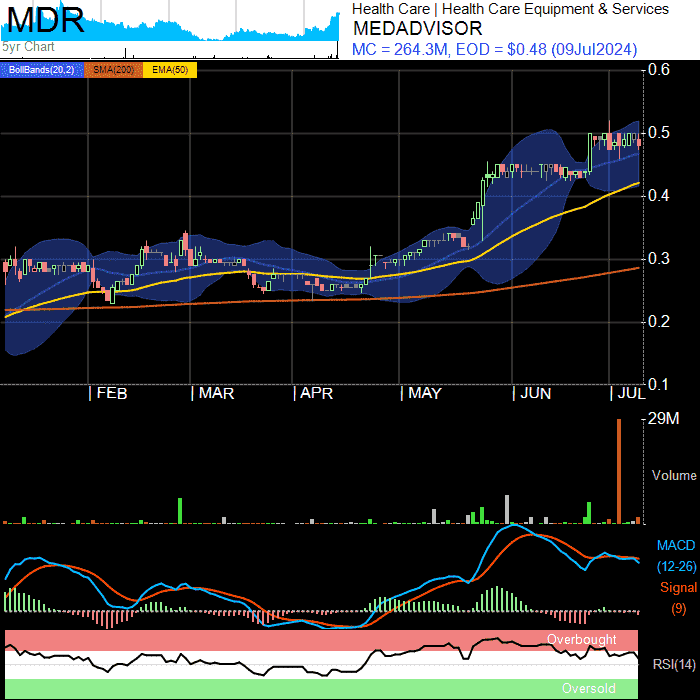 MDR
5yr Chart
Health Care | Health Care Equipment & Services
MEDADVISOR
MC = 264.3M, EOD = $0.48 (09Jul2024)
BollBands(20,2) SMA(200) EMA(50)
0.6
0.5
0.4
0.3
0.2
0.1
| FEB | MAR | APR | MAY | JUN | JUL
29M
Volume
MACD
(12-26)
Signal
(9)
Overbought
RSI(14)
Oversold